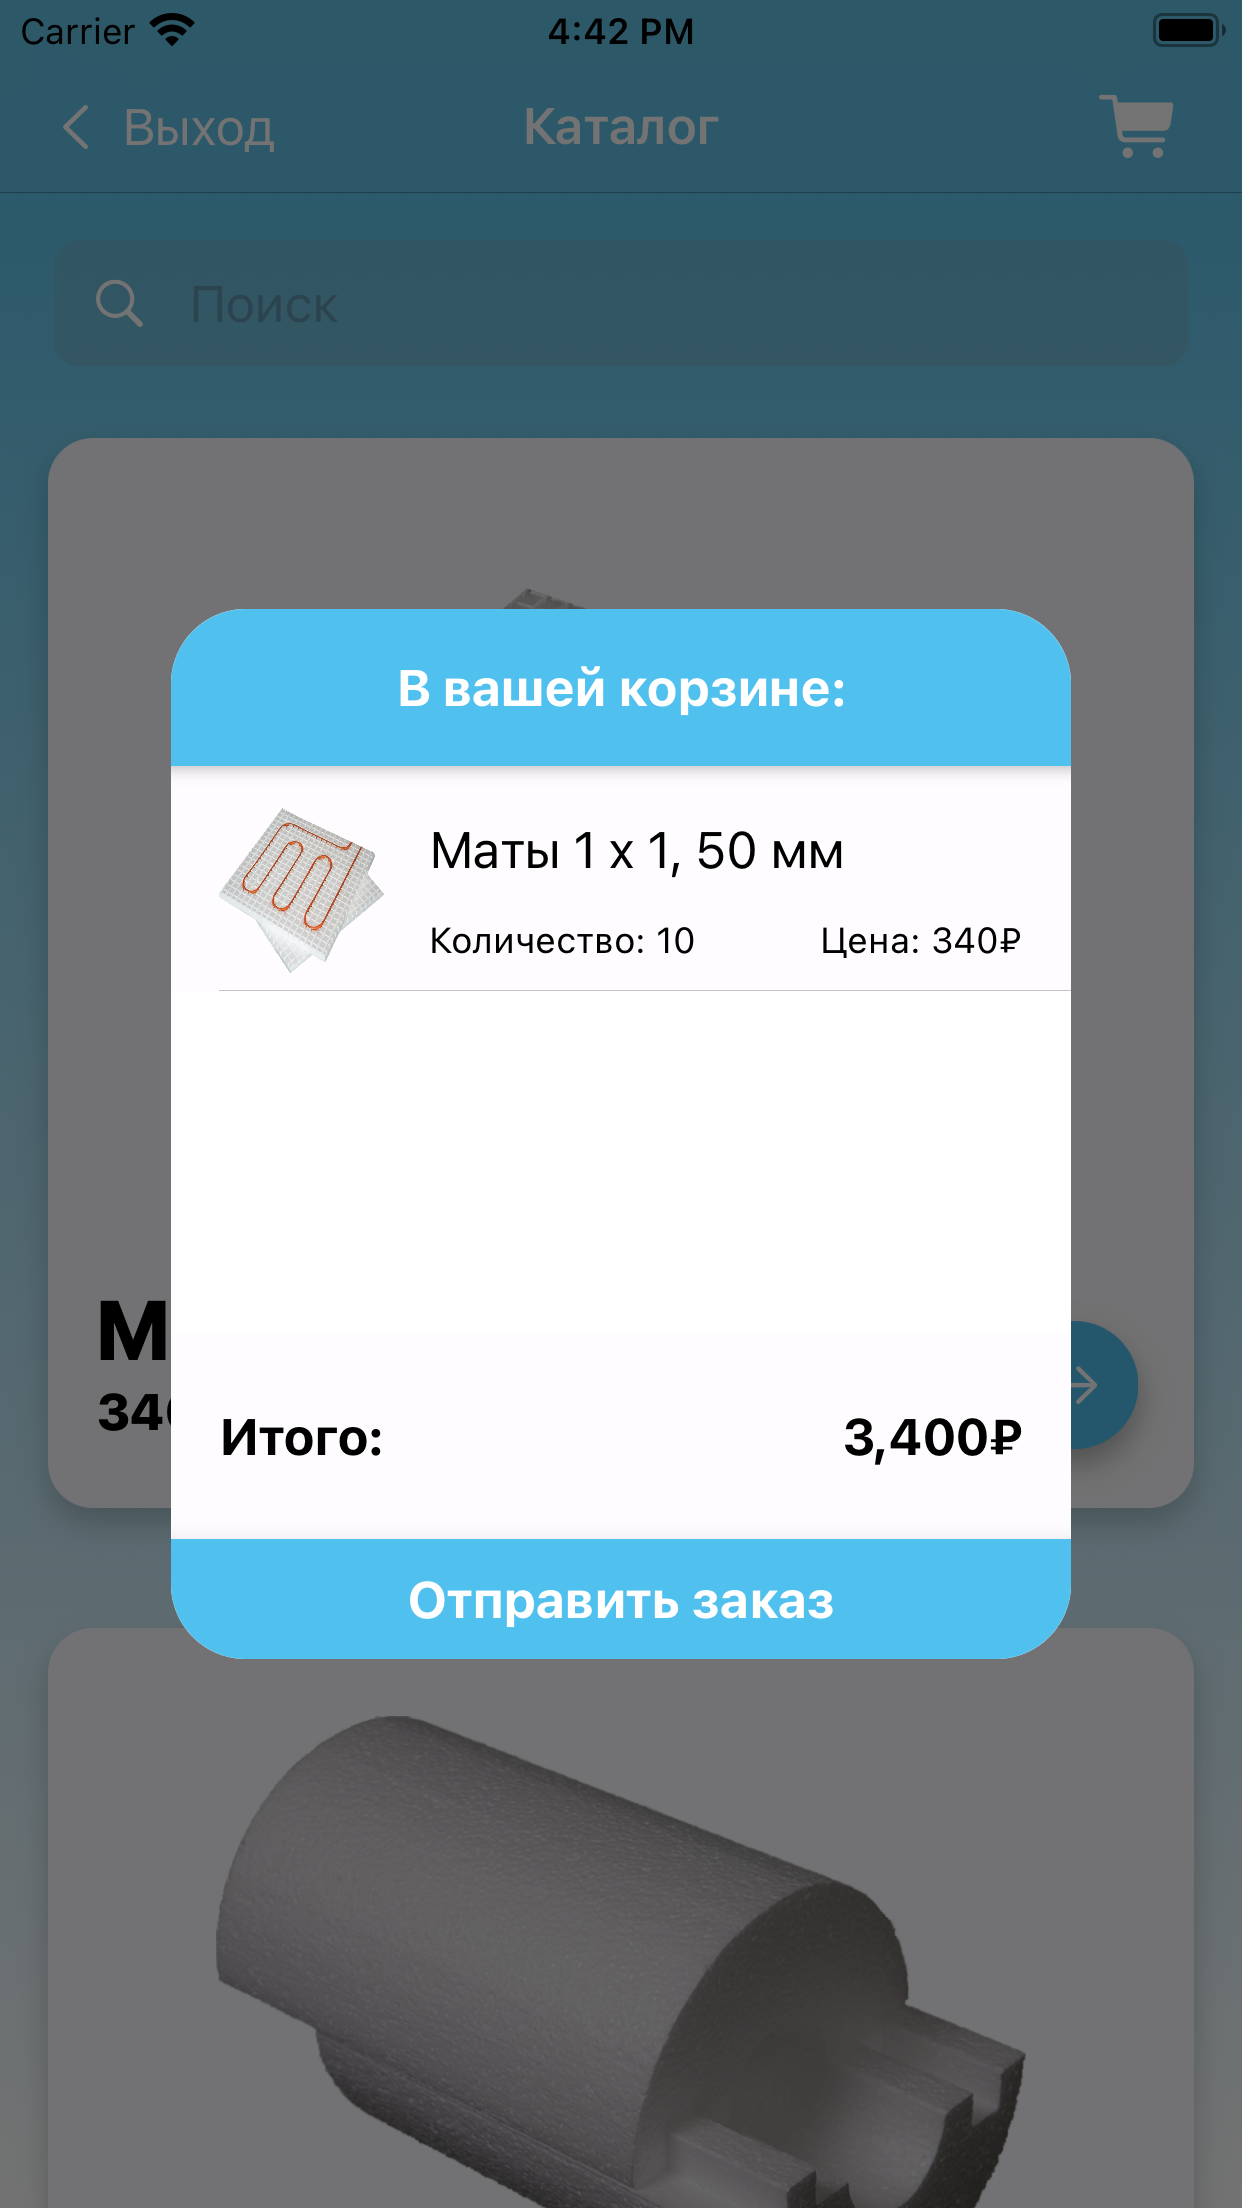 Carrier 4:42 PM
Выход Каталог
Поиск
В вашей корзине:
Маты 1 x 1, 50 мм
Количество: 10 Цена: 340₽
М
34
Итого: 3,400₽
Отправить заказ